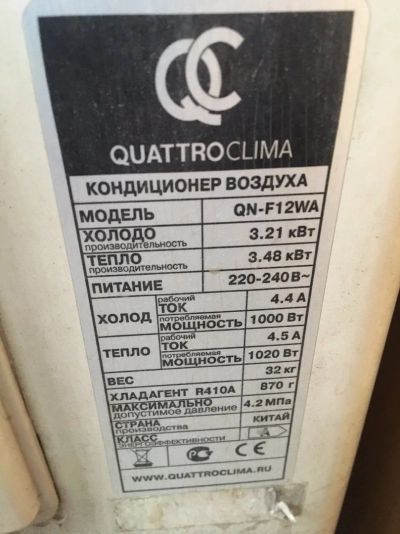 QC
QUATTROCLIMA
КОНДИЦИОНЕР ВОЗДУХА
МОДЕЛЬ QN-F12WA
ХОЛОДО производительность 3.21 кВт
ТЕПЛО производительность 3.48 кВт
ПИТАНИЕ 220-240В~
ХОЛОД рабочий ТОК 4.4 А
потребляемая МОЩНОСТЬ 1000 Вт
ТЕПЛО рабочий ТОК 4.5 А
потребляемая МОЩНОСТЬ 1020 Вт
ВЕС 32 кг
ХЛАДАГЕНТ R410A 870 г
МАКСИМАЛЬНО допустимое давление 4.2 МПа
СТРАНА производства КИТАЙ
КЛАСС энергоэффективности A
РС CE
WWW.QUATTROCLIMA.RU